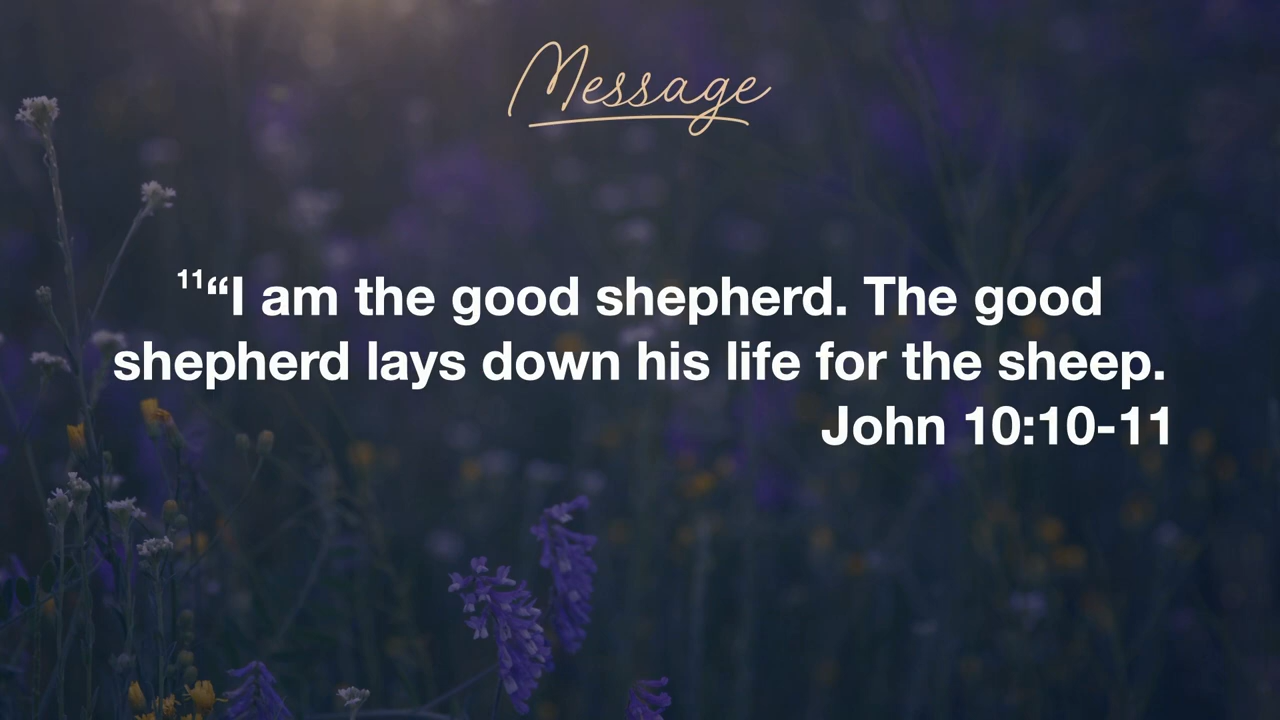 Message
¹¹“I am the good shepherd. The good
shepherd lays down his life for the sheep.
John 10:10-11